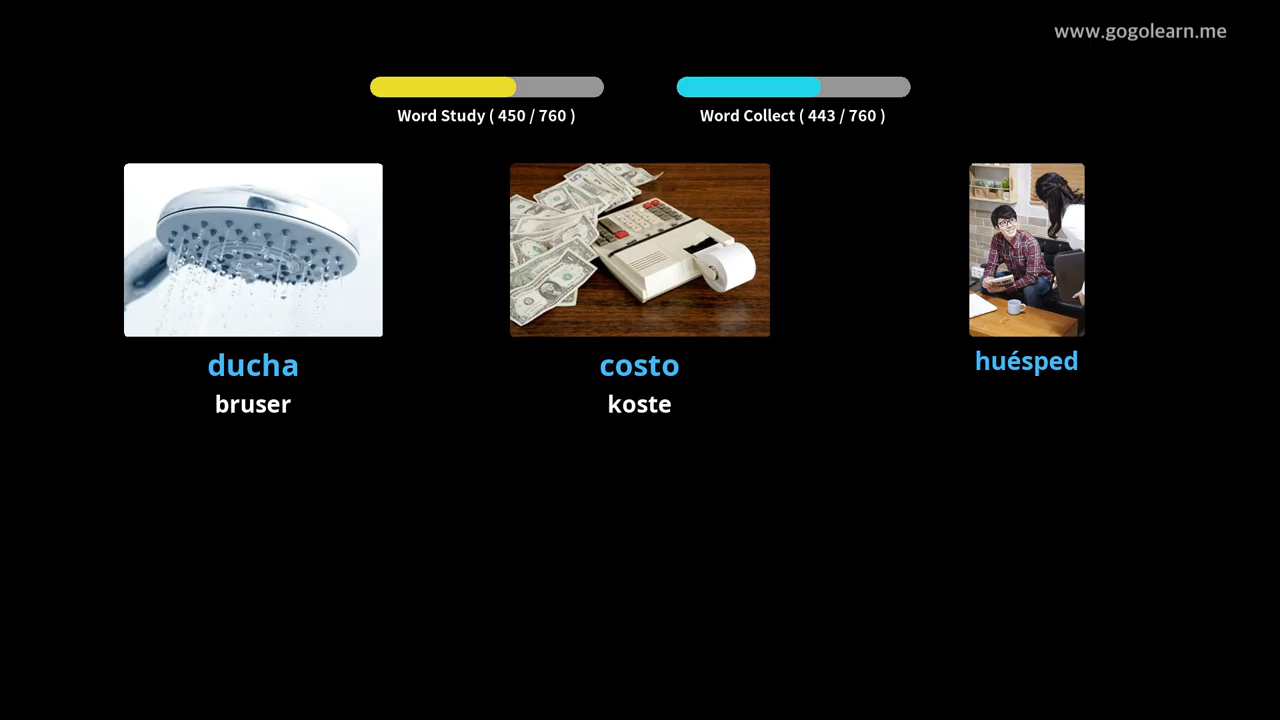 www.gogolearn.me
Word Study ( 450 / 760 )
Word Collect ( 443 / 760 )
ducha
costo
huésped
bruser
koste